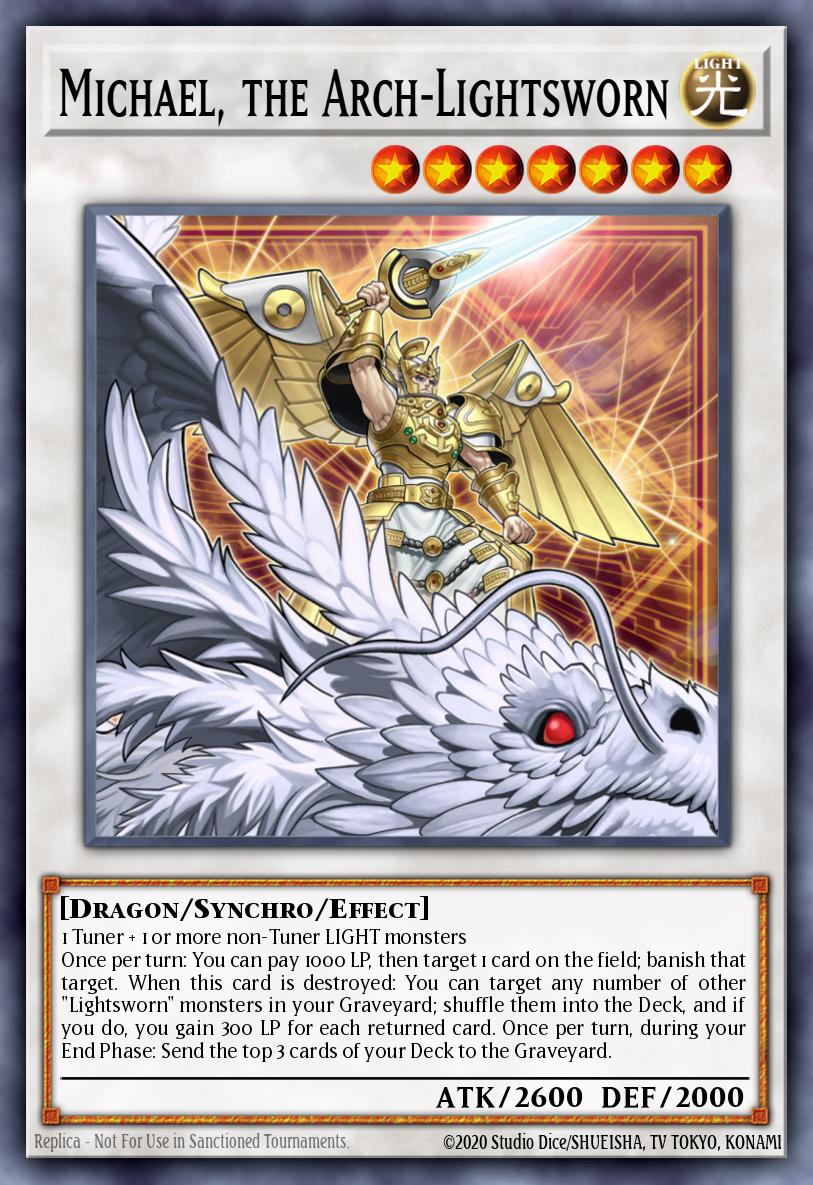 Michael, the Arch-Lightsworn
LIGHT
光
[Dragon/Synchro/Effect]
1 Tuner + 1 or more non-Tuner LIGHT monsters
Once per turn: You can pay 1000 LP, then target 1 card on the field; banish that
target. When this card is destroyed: You can target any number of other
"Lightsworn" monsters in your Graveyard; shuffle them into the Deck, and if
you do, you gain 300 LP for each returned card. Once per turn, during your
End Phase: Send the top 3 cards of your Deck to the Graveyard.
ATK/2600 DEF/2000
Replica - Not For Use in Sanctioned Tournaments.
©2020 Studio Dice/SHUEISHA, TV TOKYO, KONAMI